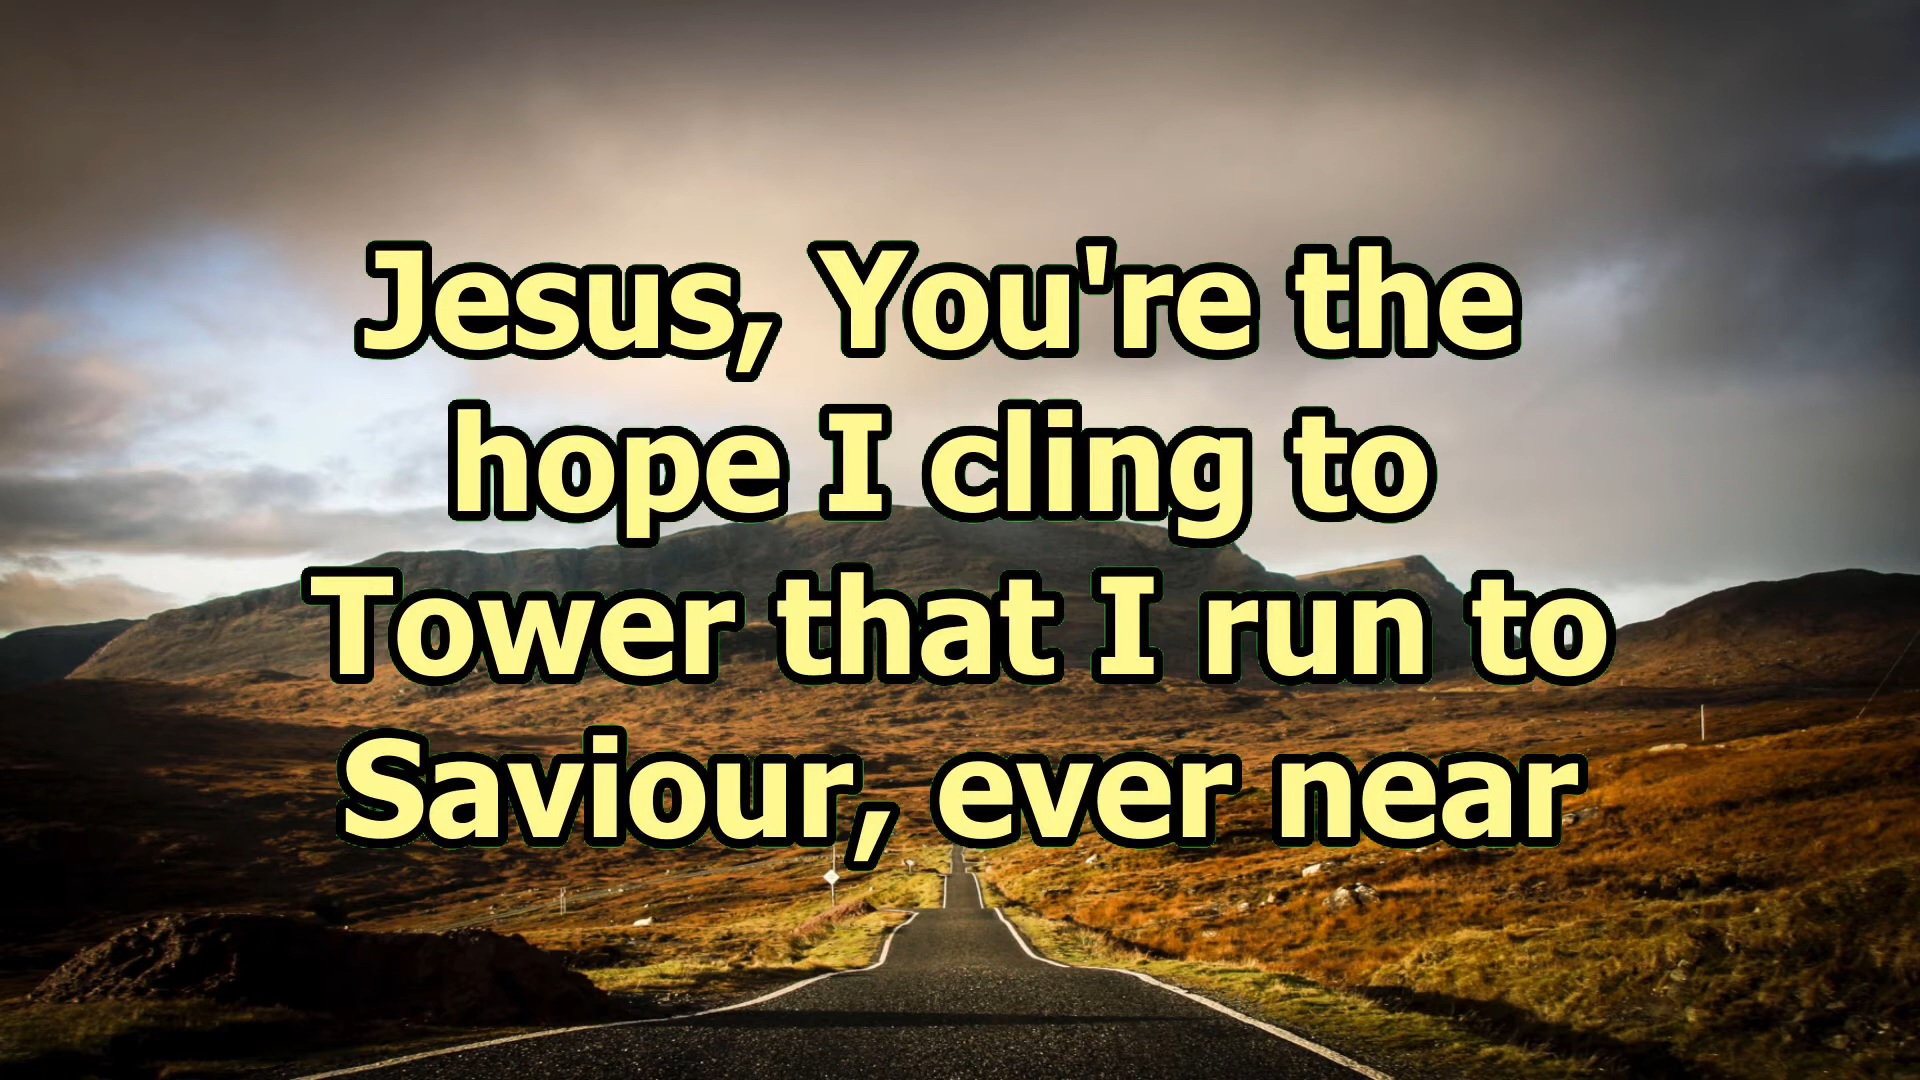 Jesus, You're the
hope I cling to
Tower that I run to
Saviour, ever near